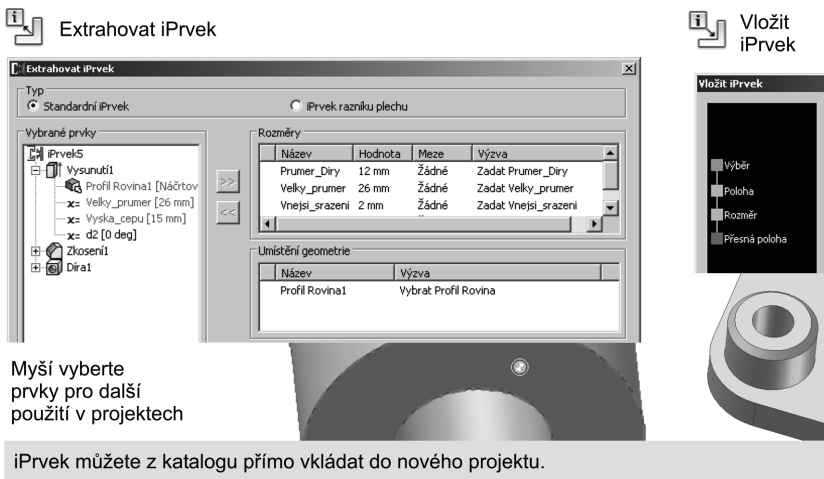 Extrahovat iPrvek
Extrahovat iPrvek
Typ
Standardní iPrvek
iPrvek razníku plechu
Vybrané prvky
iPrvek5
Vysunutí1
Profil Rovina1 [Náčrtov
x= Velky_prumer [26 mm]
x= Vyska_cepu [15 mm]
x= d2 [0 deg]
Zkosení1
Díra1
>>
<<
Rozměry
Název Hodnota Meze Výzva
Prumer_Diry 12 mm Žádné Zadat Prumer_Diry
Velky_prumer 26 mm Žádné Zadat Velky_prumer
Vnejsi_srazeni 2 mm Žádné Zadat Vnejsi_srazeni
Umístění geometrie
Název Výzva
Profil Rovina1 Vybrat Profil Rovina
Myší vyberte
prvky pro další
použití v projektech
Vložit
iPrvek
Vložit iPrvek
Výběr
Poloha
Rozměr
Přesná poloha
iPrvek můžete z katalogu přímo vkládat do nového projektu.